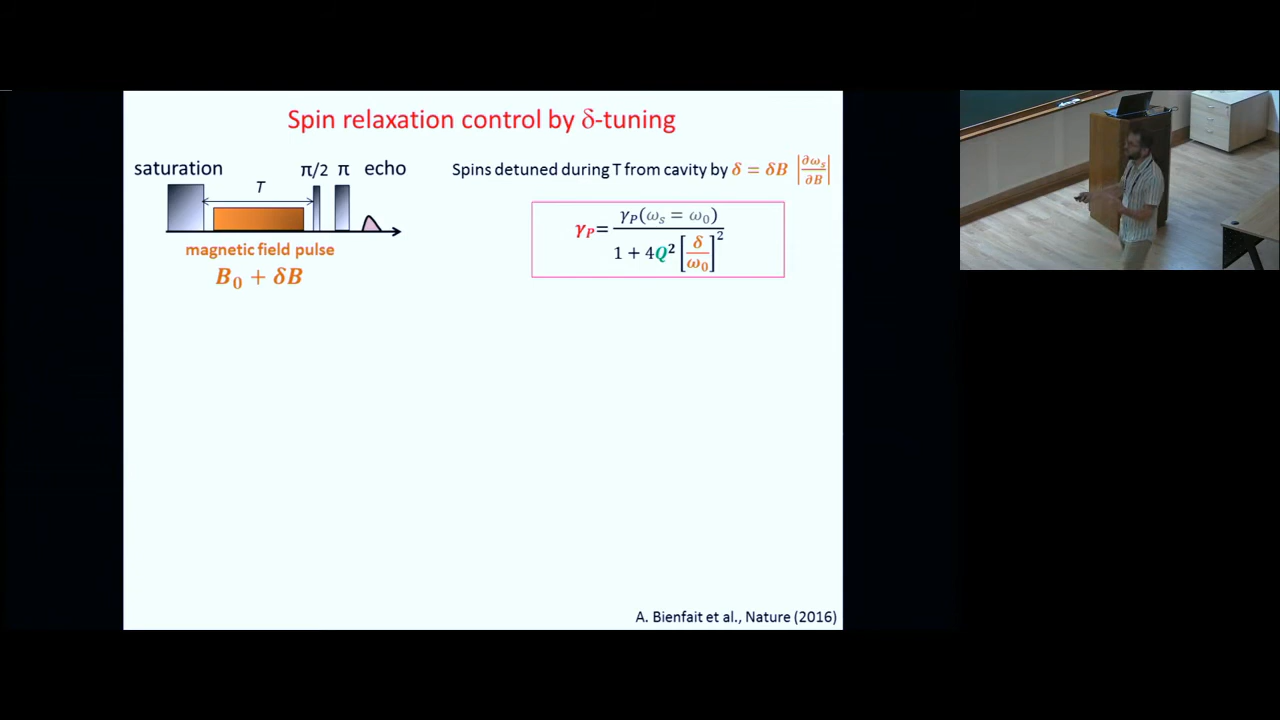 Spin relaxation control by δ-tuning
saturation
π/2 π echo
T
magnetic field pulse
B₀ + δB
Spins detuned during T from cavity by δ = δB |∂ωₛ/∂B|
γ_P = γ_P(ωₛ = ω₀) / 1 + 4Q² [δ/ω₀]²
A. Bienfait et al., Nature (2016)